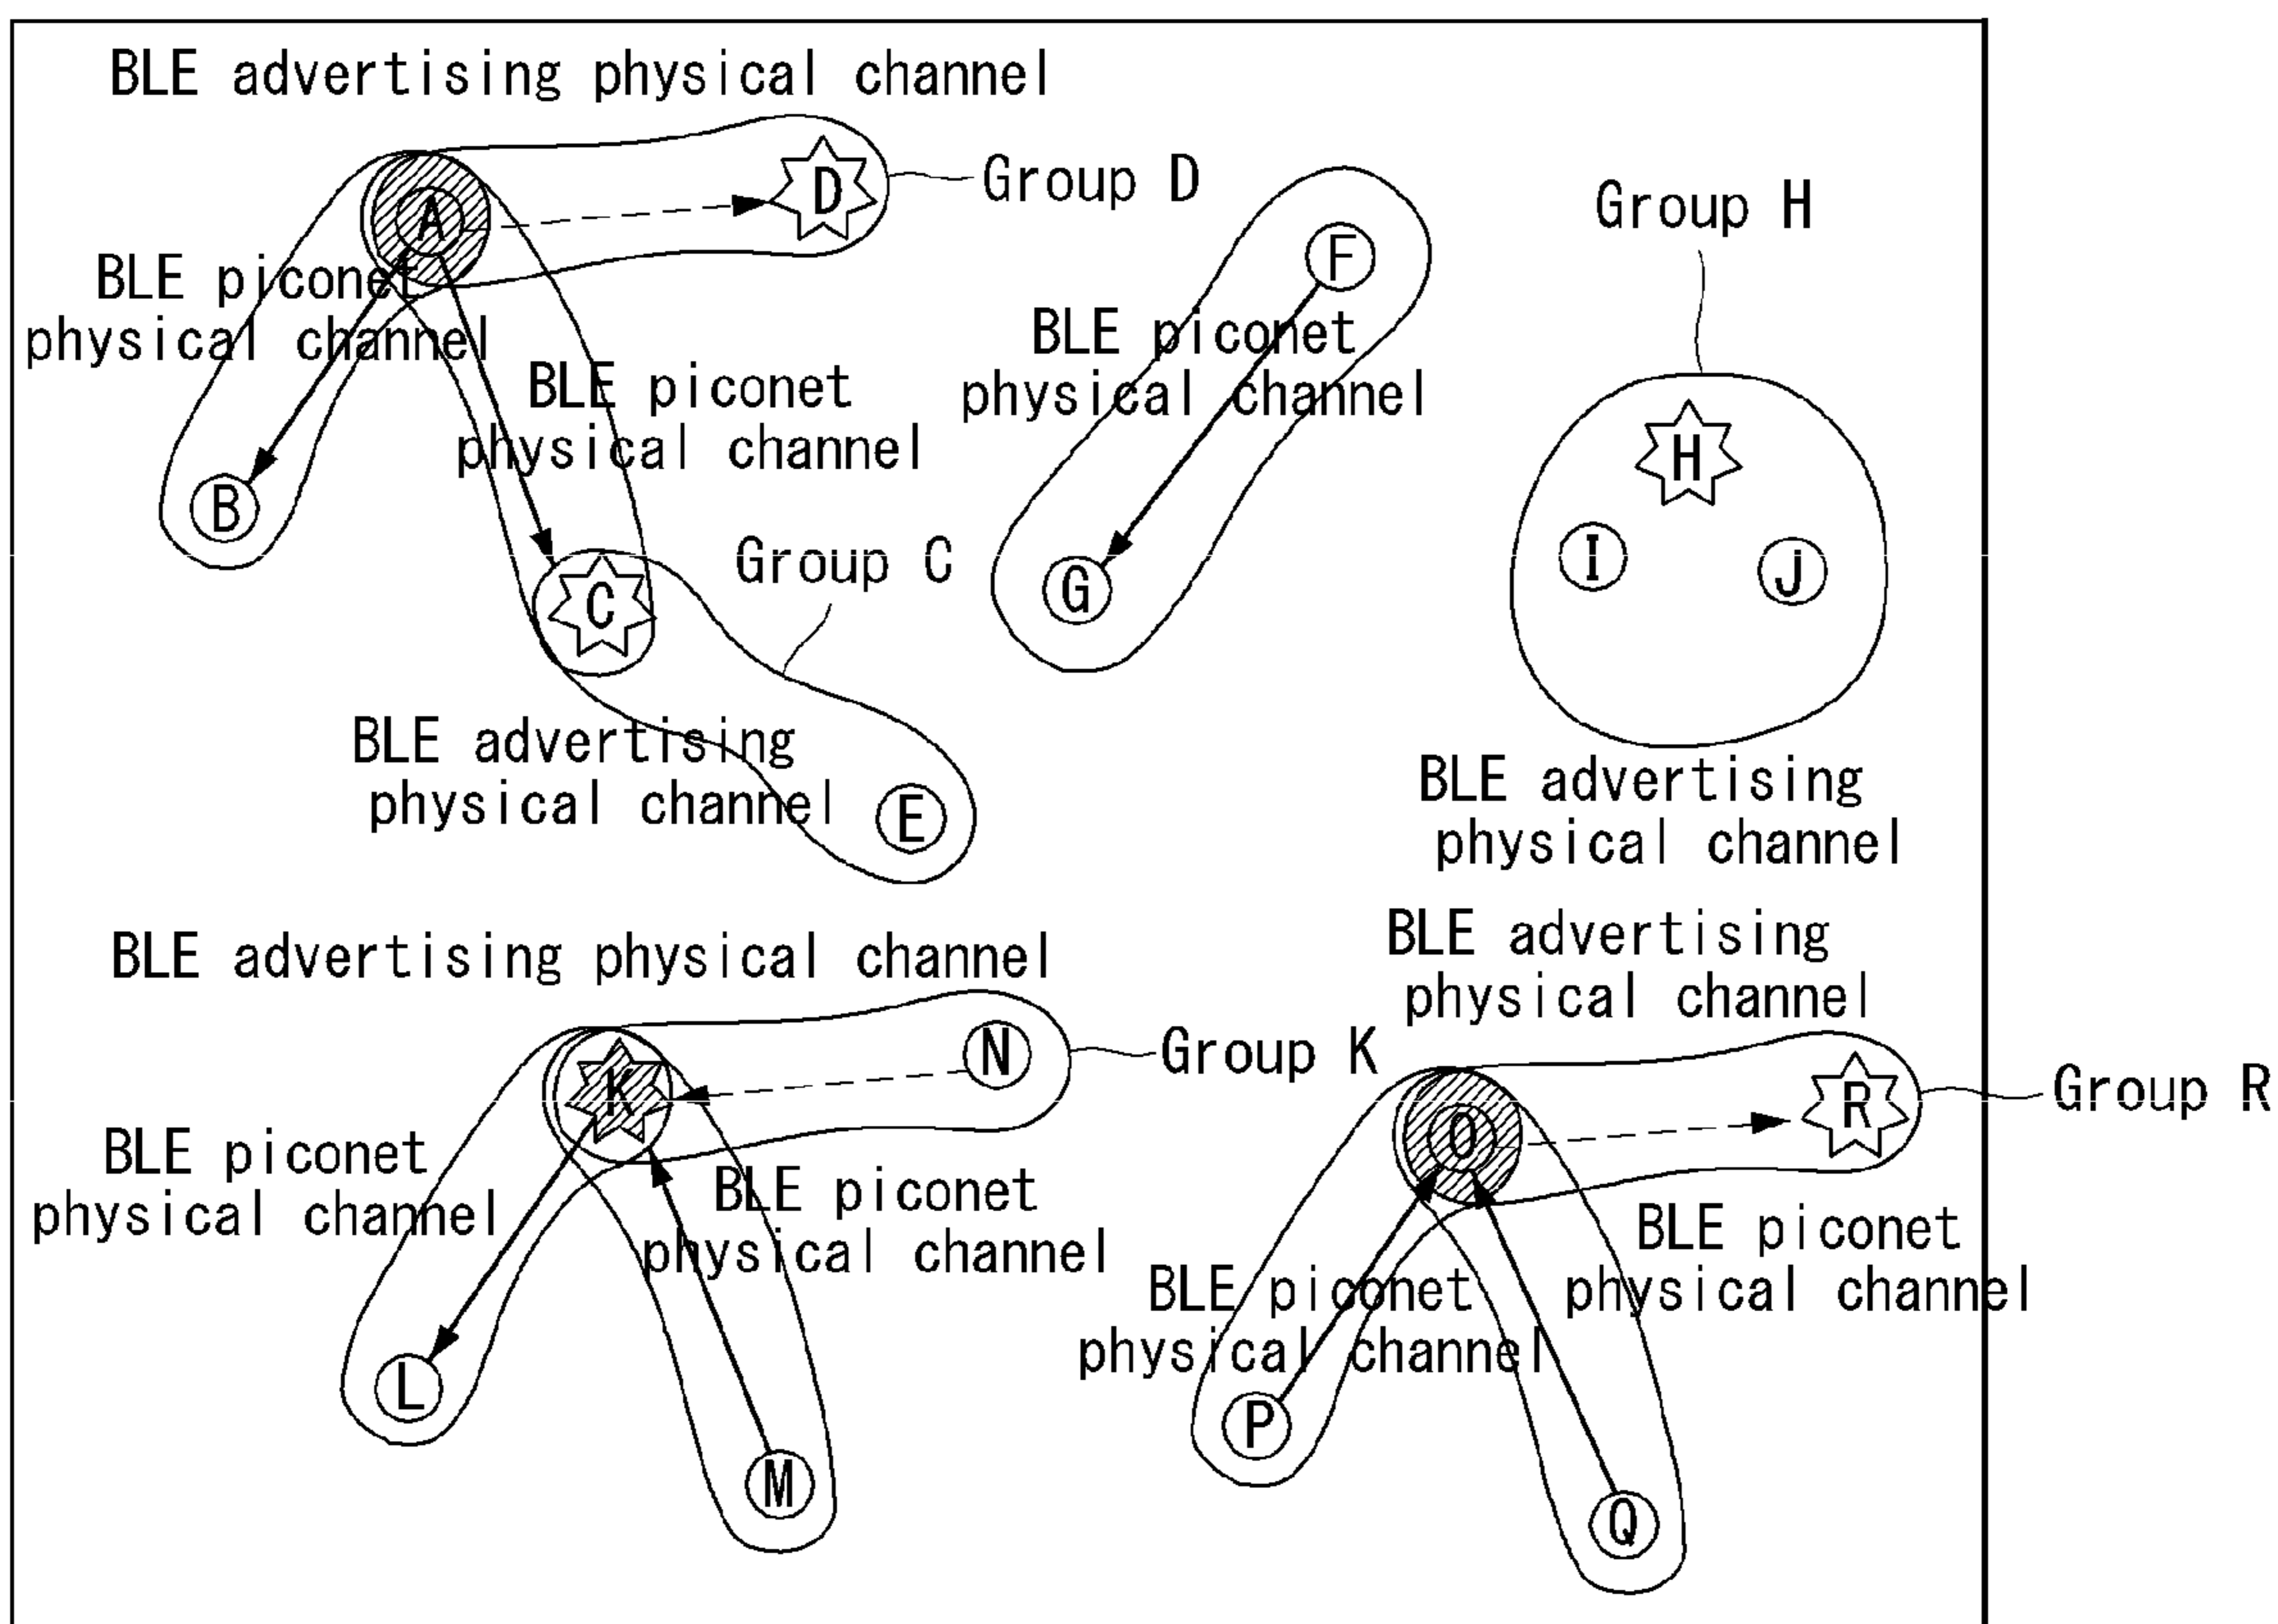 BLE advertising physical channel
A
D
Group D
BLE piconet
physical channel
BLE piconet
physical channel
B
C
Group C
BLE advertising
physical channel
E
F
BLE piconet
physical channel
G
Group H
H
I
J
BLE advertising
physical channel
BLE advertising physical channel
K
N
Group K
BLE piconet
physical channel
BLE piconet
physical channel
L
M
BLE advertising
physical channel
O
R
Group R
BLE piconet
physical channel
BLE piconet
physical channel
P
Q